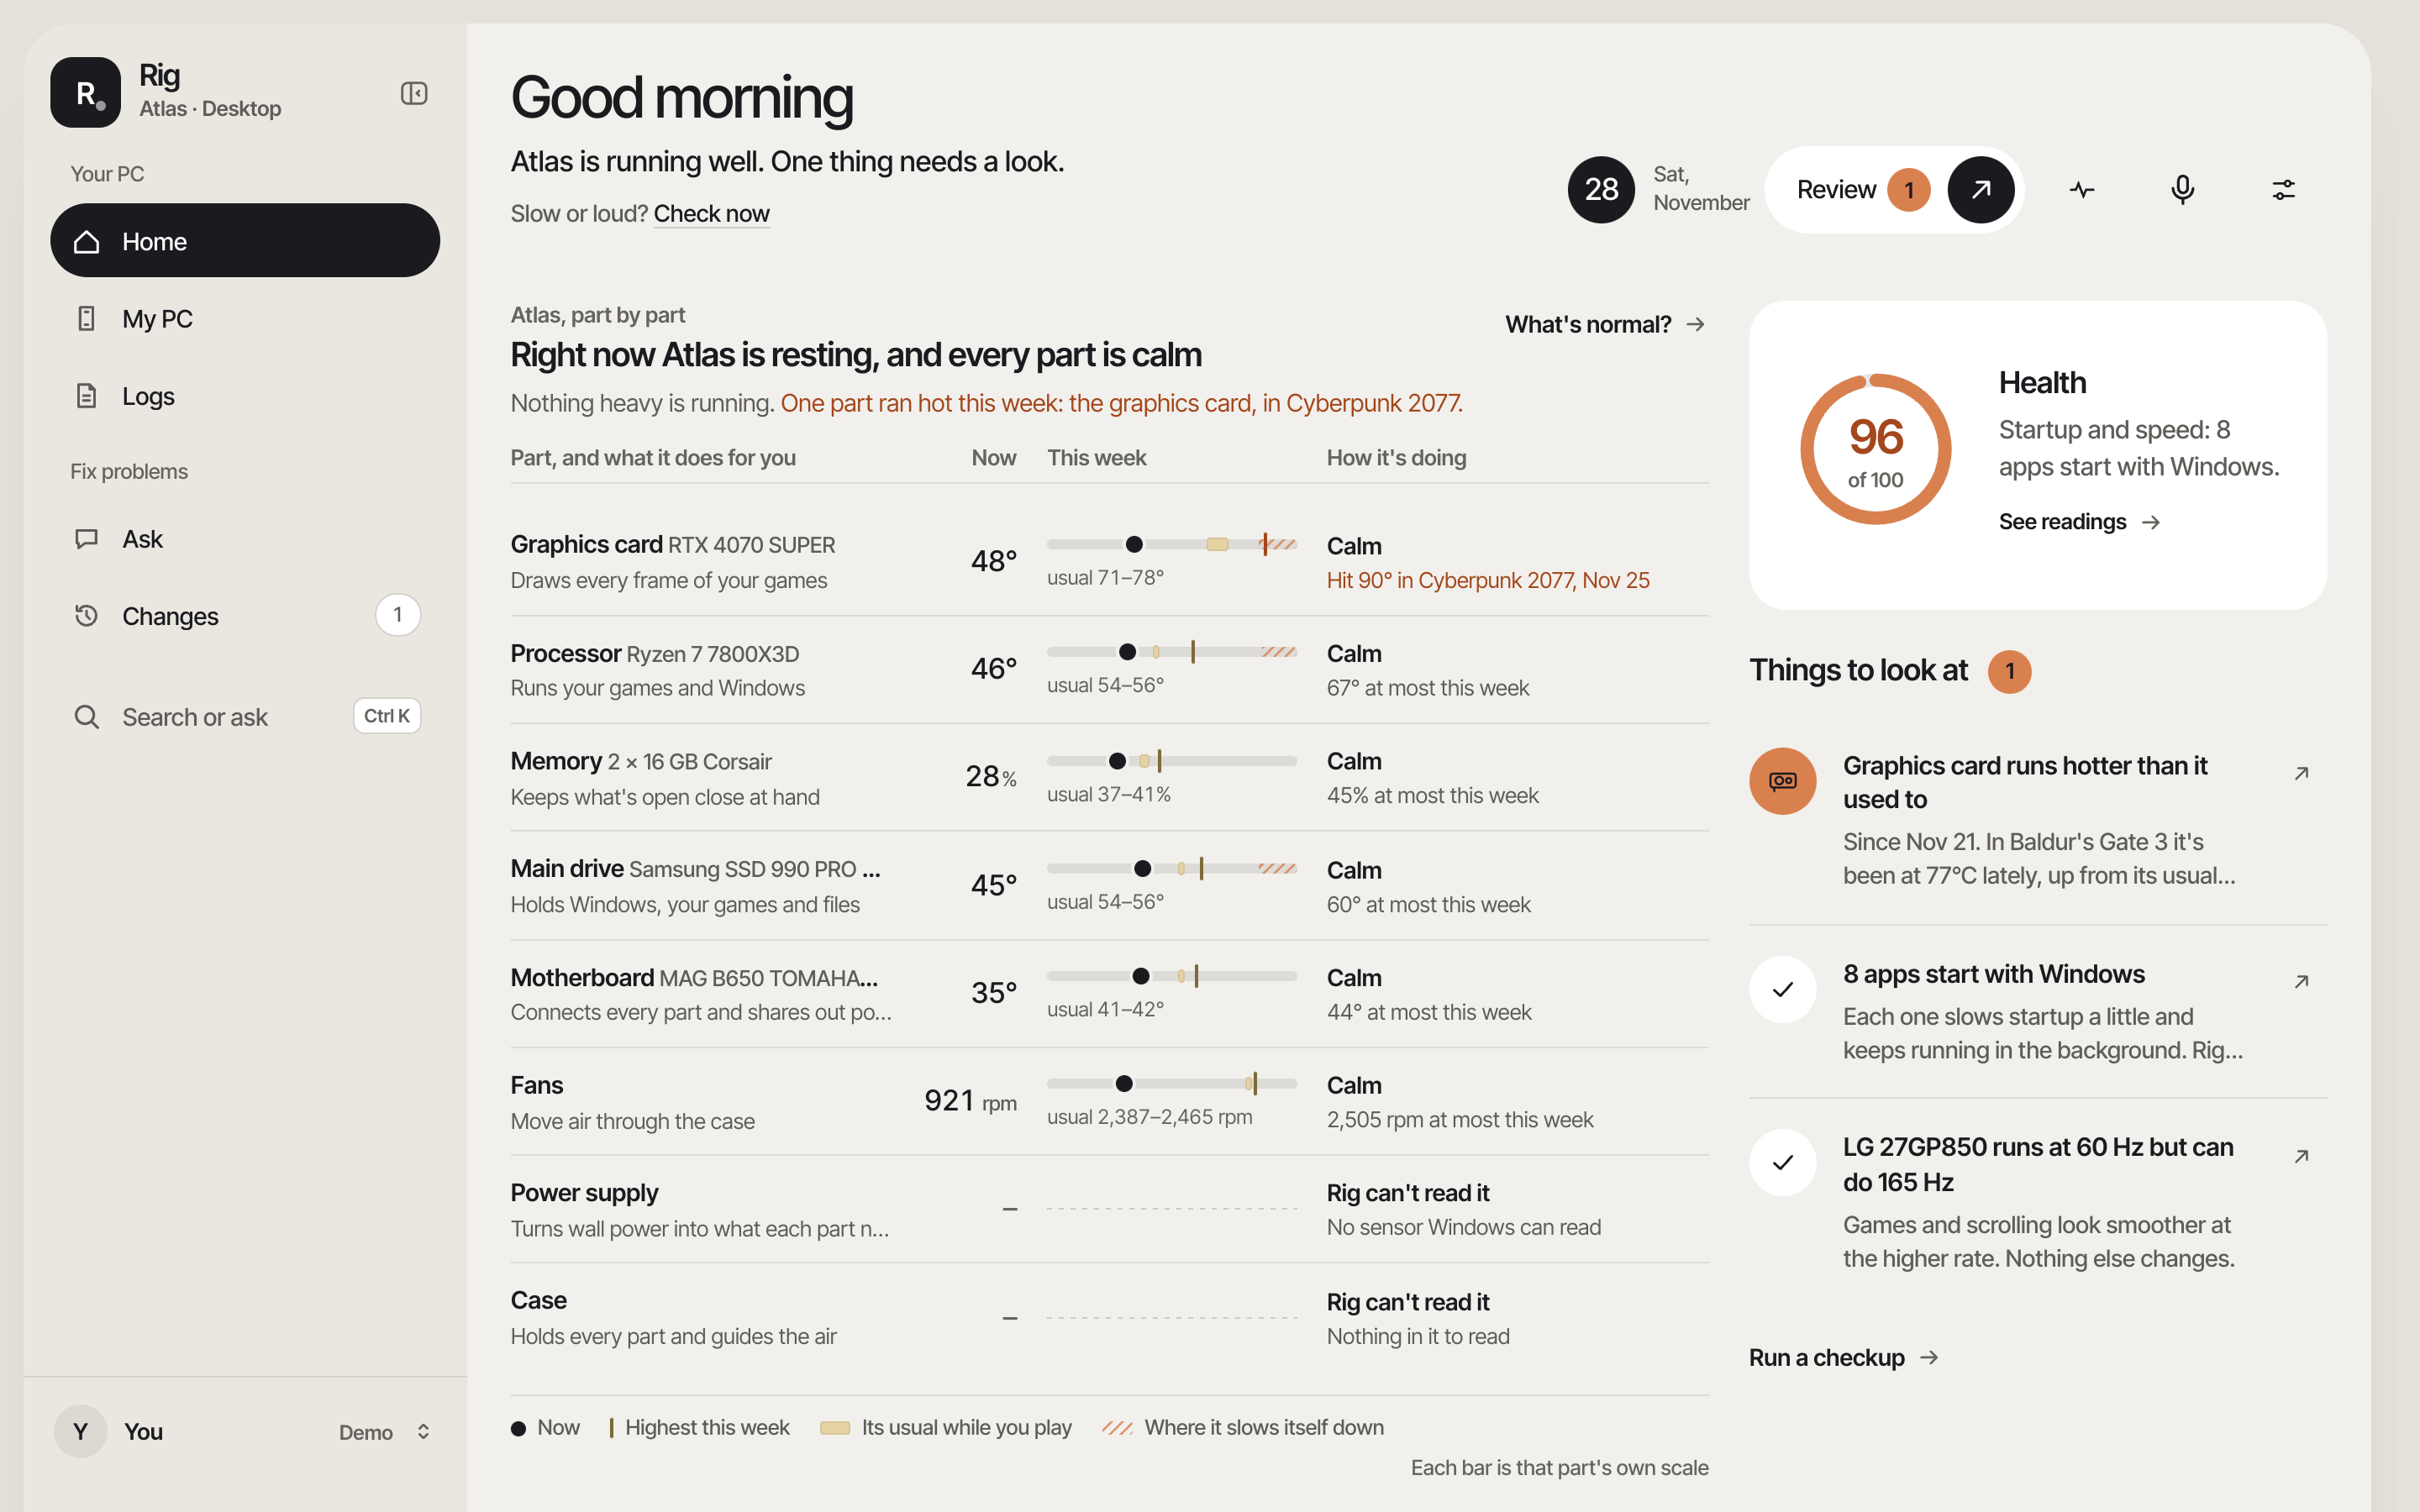 R.
Rig
Atlas · Desktop
Your PC
Home
My PC
Logs
Fix problems
Ask
Changes 1
Search or ask Ctrl K
Y You Demo
Good morning
Atlas is running well. One thing needs a look.
Slow or loud? Check now
28 Sat, November
Review 1
Atlas, part by part
What's normal?
Right now Atlas is resting, and every part is calm
Nothing heavy is running. One part ran hot this week: the graphics card, in Cyberpunk 2077.
Part, and what it does for you Now This week How it's doing
Graphics card RTX 4070 SUPER 48° Calm
Draws every frame of your games usual 71–78° Hit 90° in Cyberpunk 2077, Nov 25
Processor Ryzen 7 7800X3D 46° Calm
Runs your games and Windows usual 54–56° 67° at most this week
Memory 2 × 16 GB Corsair 28% Calm
Keeps what's open close at hand usual 37–41% 45% at most this week
Main drive Samsung SSD 990 PRO ... 45° Calm
Holds Windows, your games and files usual 54–56° 60° at most this week
Motherboard MAG B650 TOMAHA... 35° Calm
Connects every part and shares out po... usual 41–42° 44° at most this week
Fans 921 rpm Calm
Move air through the case usual 2,387–2,465 rpm 2,505 rpm at most this week
Power supply – Rig can't read it
Turns wall power into what each part n... No sensor Windows can read
Case – Rig can't read it
Holds every part and guides the air Nothing in it to read
Now Highest this week Its usual while you play Where it slows itself down
Each bar is that part's own scale
96
of 100
Health
Startup and speed: 8
apps start with Windows.
See readings
Things to look at 1
Graphics card runs hotter than it
used to
Since Nov 21. In Baldur's Gate 3 it's
been at 77°C lately, up from its usual...
8 apps start with Windows
Each one slows startup a little and
keeps running in the background. Rig...
LG 27GP850 runs at 60 Hz but can
do 165 Hz
Games and scrolling look smoother at
the higher rate. Nothing else changes.
Run a checkup